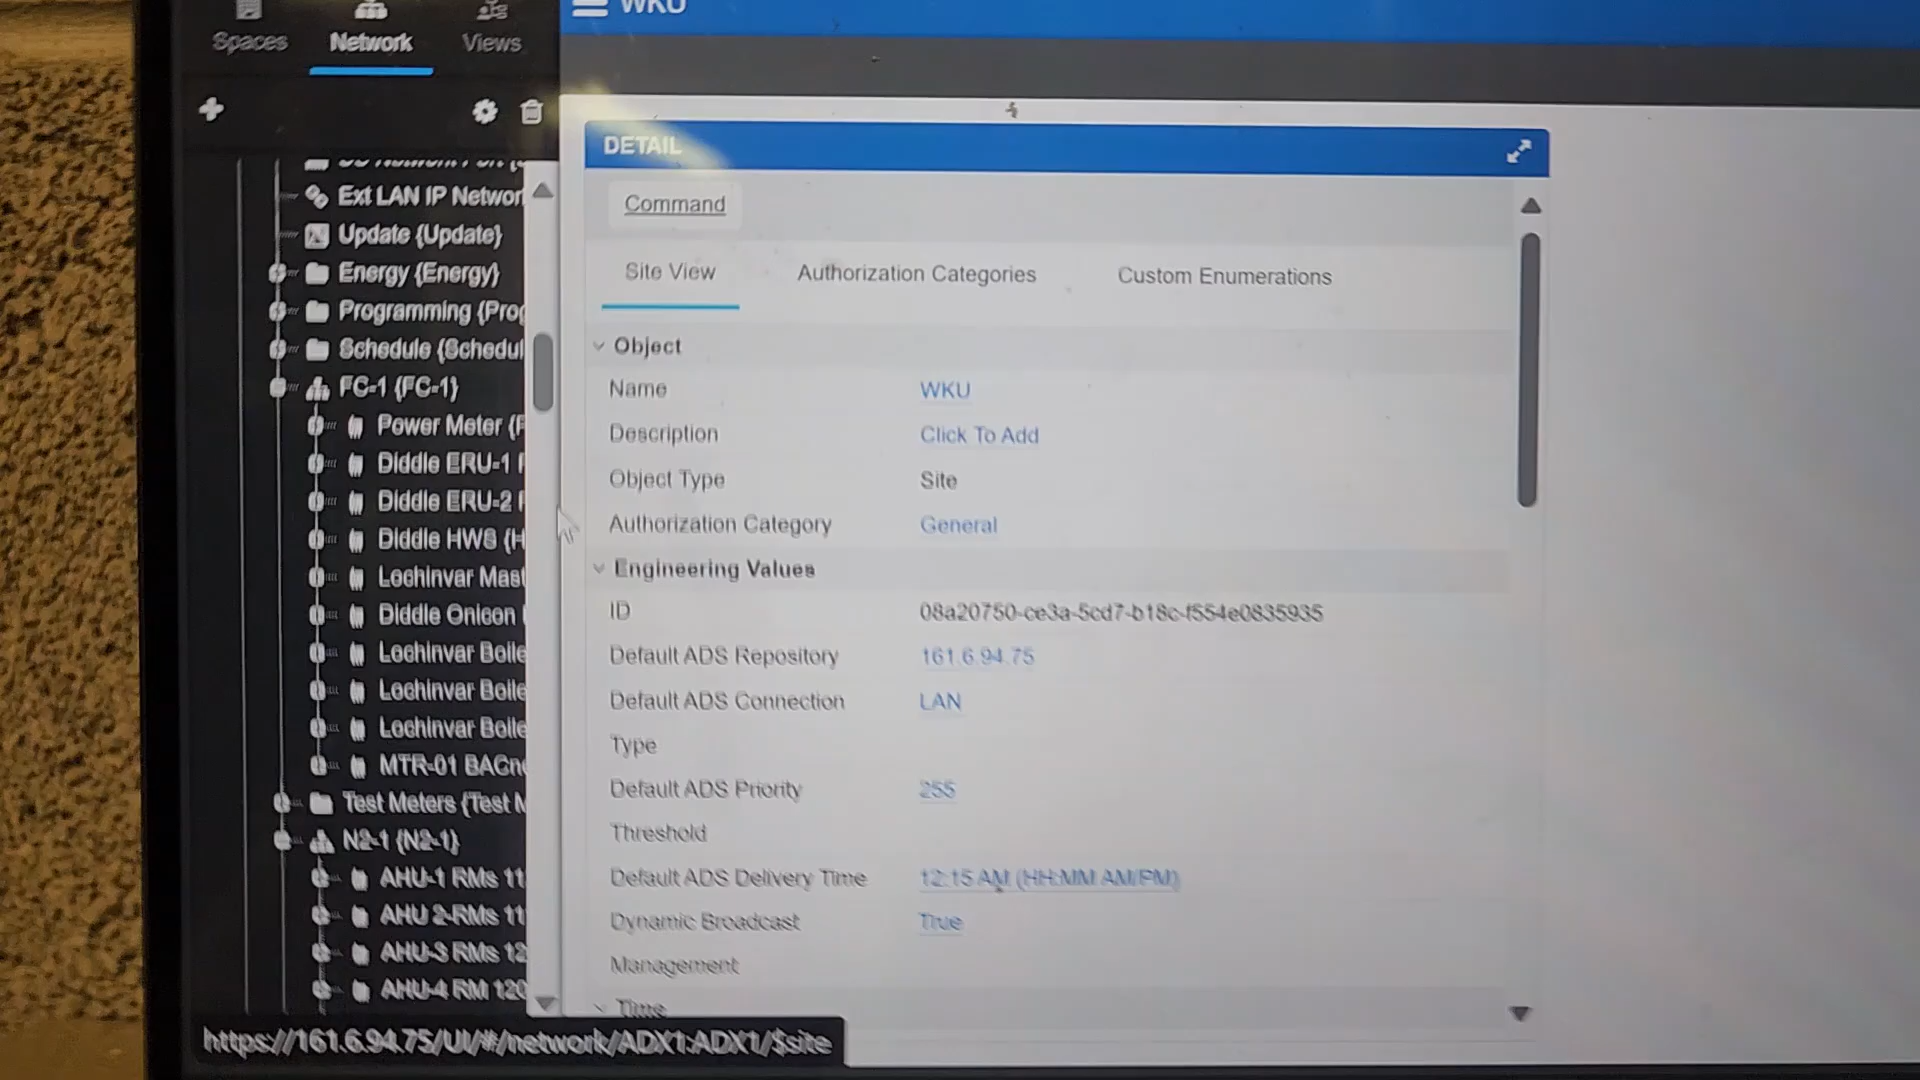 Spaces Network Views
WKU
DETAIL
Command
Site View Authorization Categories Custom Enumerations
Object
Name WKU
Description Click To Add
Object Type Site
Authorization Category General
Engineering Values
ID 08a20750-ce3a-5cd7-b18c-f554e0835935
Default ADS Repository 161.6.94.75
Default ADS Connection LAN
Type
Default ADS Priority 255
Threshold
Default ADS Delivery Time 12:15 AM (HH:MM AM/PM)
Dynamic Broadcast True
Management
Time
Ext LAN IP Networ
Update {Update}
Energy {Energy}
Programming {Prog
Schedule {Schedul
FC-1 {FC-1}
Power Meter {P
Diddle ERU-1
Diddle ERU-2
Diddle HWS {H
Lochinvar Mast
Diddle Onicon
Lochinvar Boile
Lochinvar Boile
Lochinvar Boile
MTR-01 BACne
Test Meters {Test M
N2-1 {N2-1}
AHU-1 RMs 11
AHU 2-RMs 11
AHU-3 RMs 12
AHU-4 RM 120
https://161.6.94.75/UI/#/network/ADX1:ADX1/$site